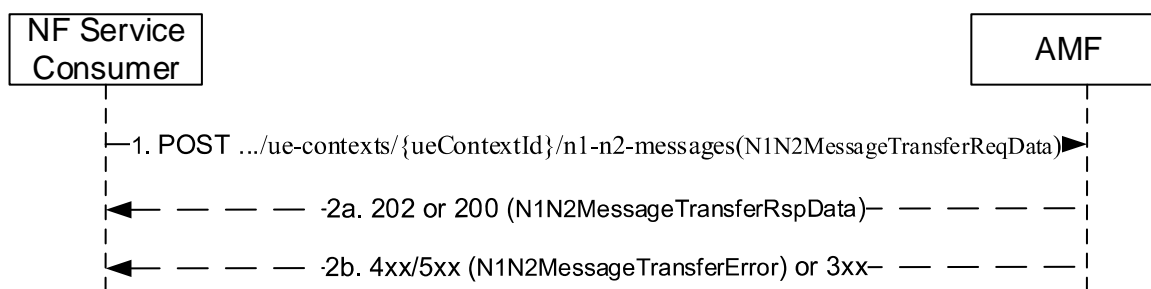 NF Service
Consumer
AMF
1. POST .../ue-contexts/{ueContextId}/n1-n2-messages(N1N2MessageTransferReqData)
2a. 202 or 200 (N1N2MessageTransferRspData)
2b. 4xx/5xx (N1N2MessageTransferError) or 3xx